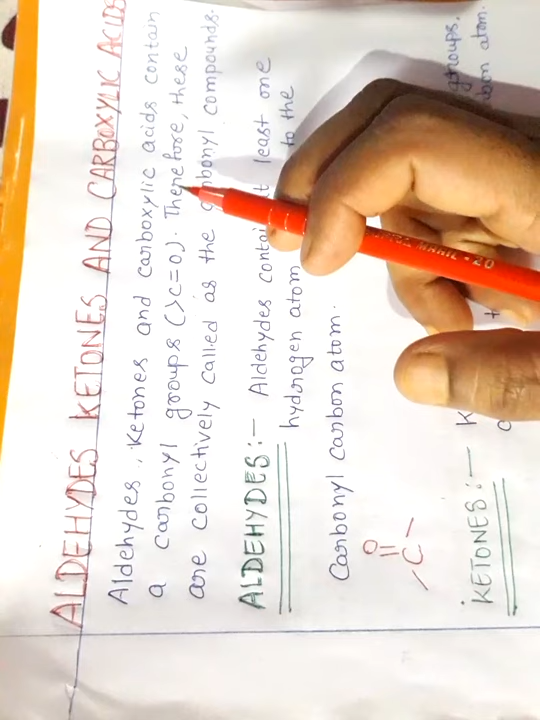 ALDEHYDES KETONES AND CARBOXYLIC ACIDS
Aldehydes, Ketones and carboxylic acids contain
a carbonyl groups (>C=O). Therefore, these
are collectively called as the carbonyl compounds.
ALDEHYDES:- Aldehydes contain at least one
hydrogen atom to the
Carbonyl Carbon atom.
O
C
KETONES:- K groups,
atom.